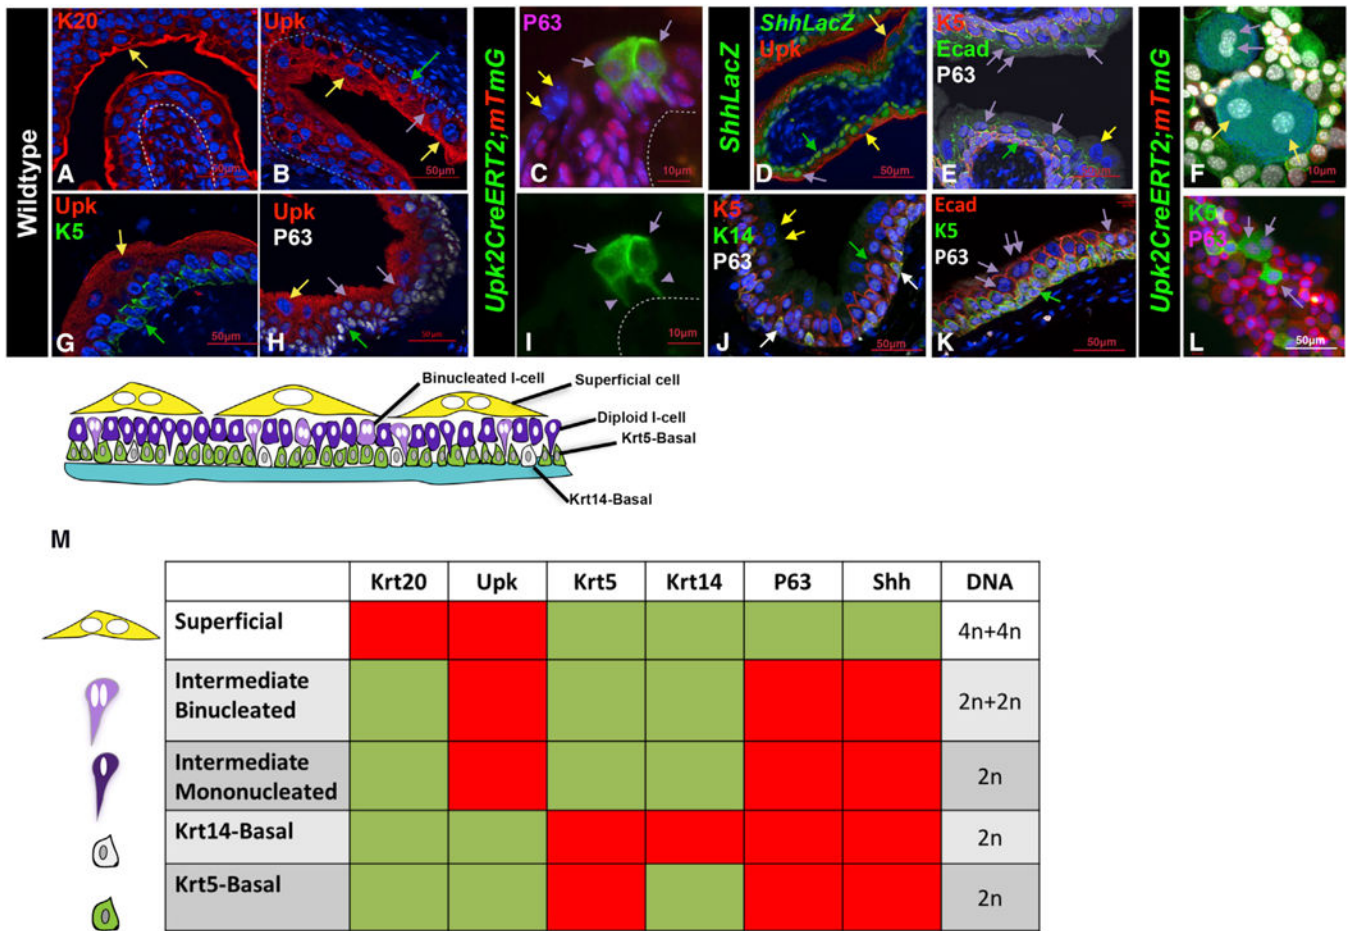 Wildtype
K20
A
50µm
Upk
B
50µm
Upk2CreERT2;mTmG
P63
C
10µm
ShhLacZ
ShhLacZ
Upk
D
50µm
K5
Ecad
P63
E
50µm
Upk2CreERT2;mTmG
F
10µm
Upk
K5
G
50µm
Upk
P63
H
50µm
I
10µm
K5
K14
P63
J
50µm
Ecad
K5
P63
K
50µm
P63
L
50µm
Binucleated I-cell
Superficial cell
Diploid I-cell
Krt5-Basal
Krt14-Basal
M
Krt20 Upk Krt5 Krt14 P63 Shh DNA
Superficial 4n+4n
Intermediate
Binucleated 2n+2n
Intermediate
Mononucleated 2n
Krt14-Basal 2n
Krt5-Basal 2n